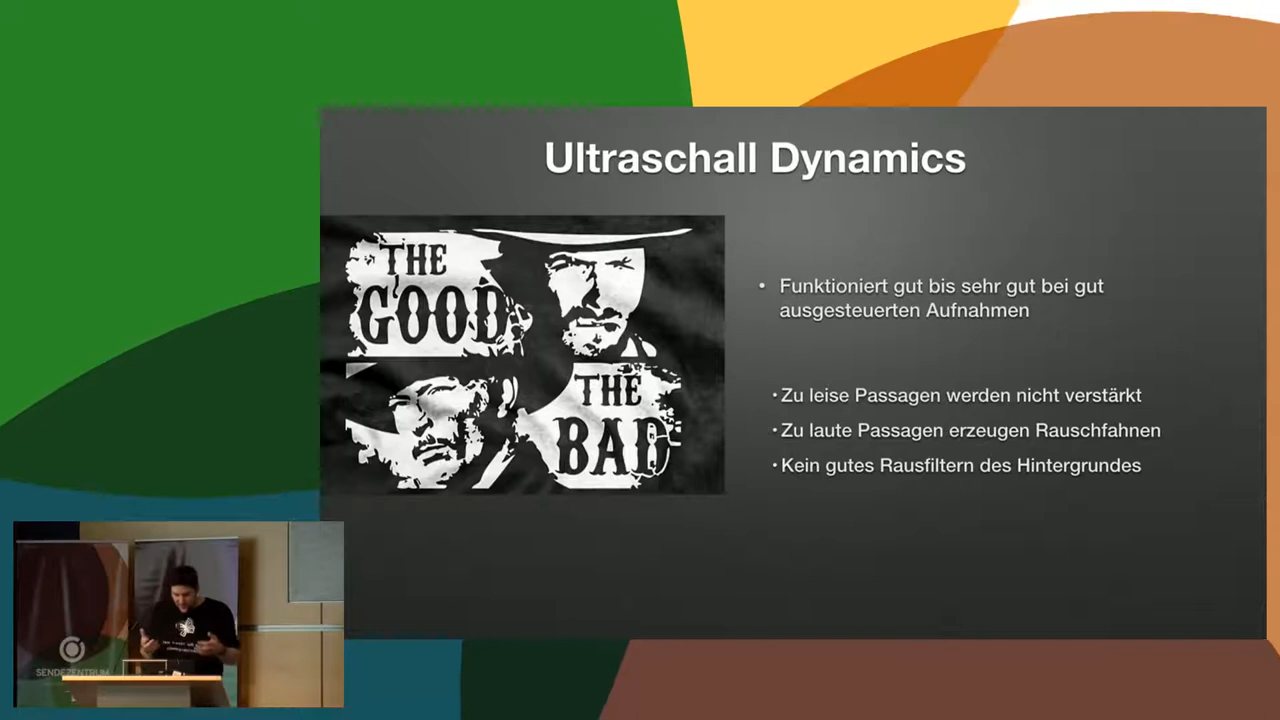 Ultraschall Dynamics
THE
GOOD
THE
BAD
• Funktioniert gut bis sehr gut bei gut
ausgesteuerten Aufnahmen
• Zu leise Passagen werden nicht verstärkt
• Zu laute Passagen erzeugen Rauschfahnen
• Kein gutes Rausfiltern des Hintergrundes
SENDEZENTRUM